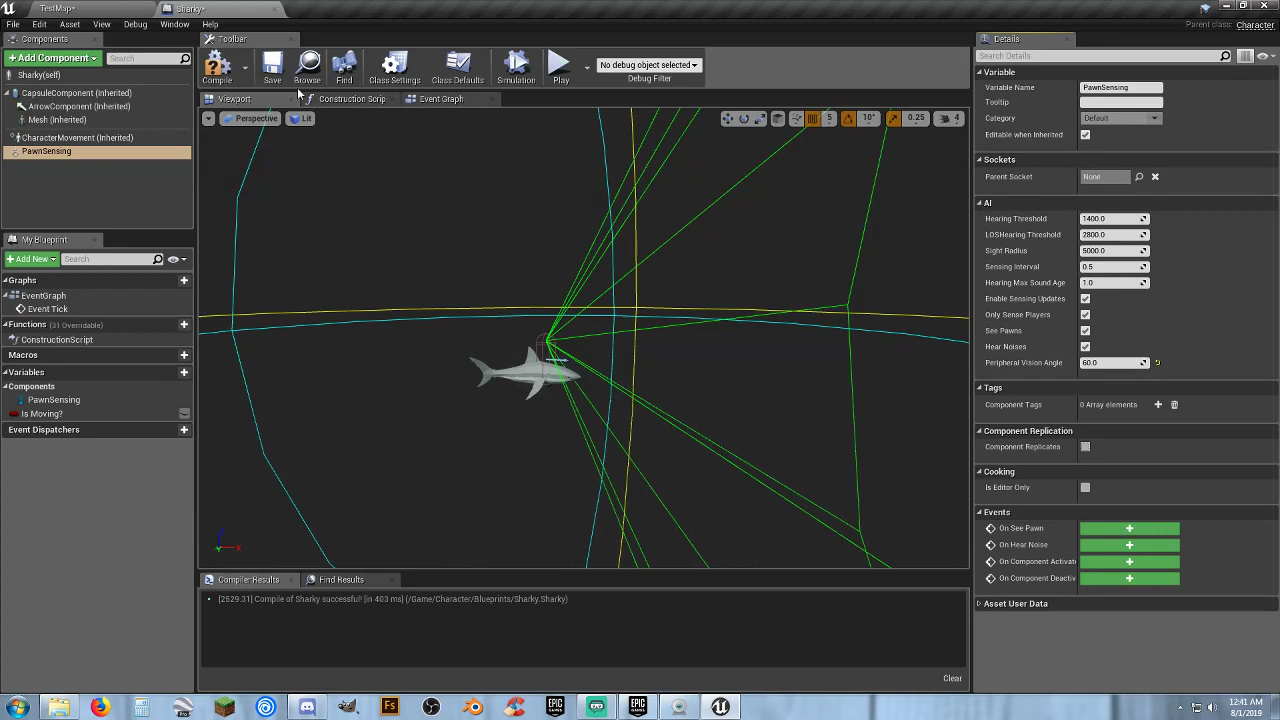 TestMap*
Sharky*
File Edit Asset View Debug Window Help
Parent class: Character
Components
Toolbar
Details
+ Add Component
Search
Search Details
Sharky(self)
CapsuleComponent (Inherited)
ArrowComponent (Inherited)
Mesh (Inherited)
CharacterMovement (Inherited)
PawnSensing
Compile
Save
Browse
Find
Class Settings
Class Defaults
Simulation
Play
No debug object selected
Debug Filter
Viewport
Construction Scrip
Event Graph
Perspective
Lit
5
10°
0.25
4
My Blueprint
+ Add New
Search
Graphs
EventGraph
Event Tick
Functions (31 Overridable)
ConstructionScript
Macros
Variables
Components
PawnSensing
Is Moving?
Event Dispatchers
Compiler Results
Find Results
[2529.31] Compile of Sharky successful! [in 403 ms] (/Game/Character/Blueprints/Sharky.Sharky)
Clear
Variable
Variable Name PawnSensing
Tooltip
Category Default
Editable when Inherited
Sockets
Parent Socket None
AI
Hearing Threshold 1400.0
LOSHearing Threshold 2800.0
Sight Radius 5000.0
Sensing Interval 0.5
Hearing Max Sound Age 1.0
Enable Sensing Updates
Only Sense Players
See Pawns
Hear Noises
Peripheral Vision Angle 60.0
Tags
Component Tags 0 Array elements
Component Replication
Component Replicates
Cooking
Is Editor Only
Events
On See Pawn
On Hear Noise
On Component Activat
On Component Deactiv
Asset User Data
12:41 AM
8/1/2019